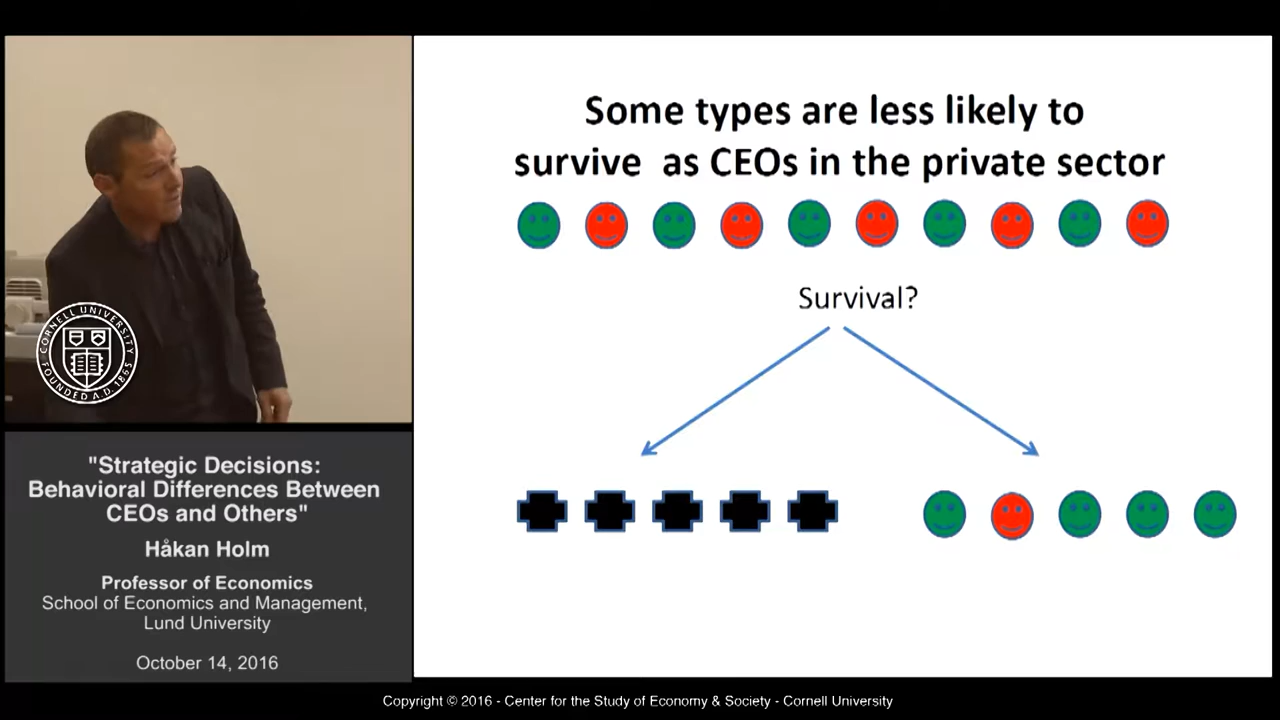 Some types are less likely to
survive as CEOs in the private sector
Survival?
CORNELL UNIVERSITY
FOUNDED A.D. 1865
"Strategic Decisions:
Behavioral Differences Between
CEOs and Others"
Håkan Holm
Professor of Economics
School of Economics and Management,
Lund University
October 14, 2016
Copyright © 2016 - Center for the Study of Economy & Society - Cornell University